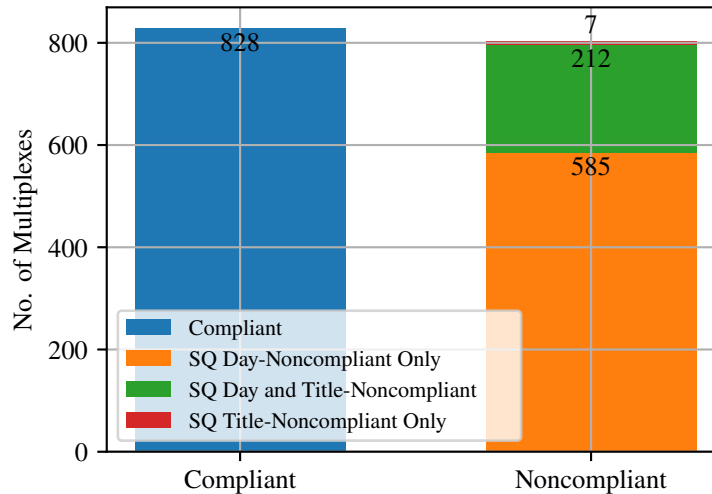 No. of Multiplexes
800
600
400
200
0
828
7
212
585
Compliant
SQ Day-Noncompliant Only
SQ Day and Title-Noncompliant
SQ Title-Noncompliant Only
Compliant
Noncompliant